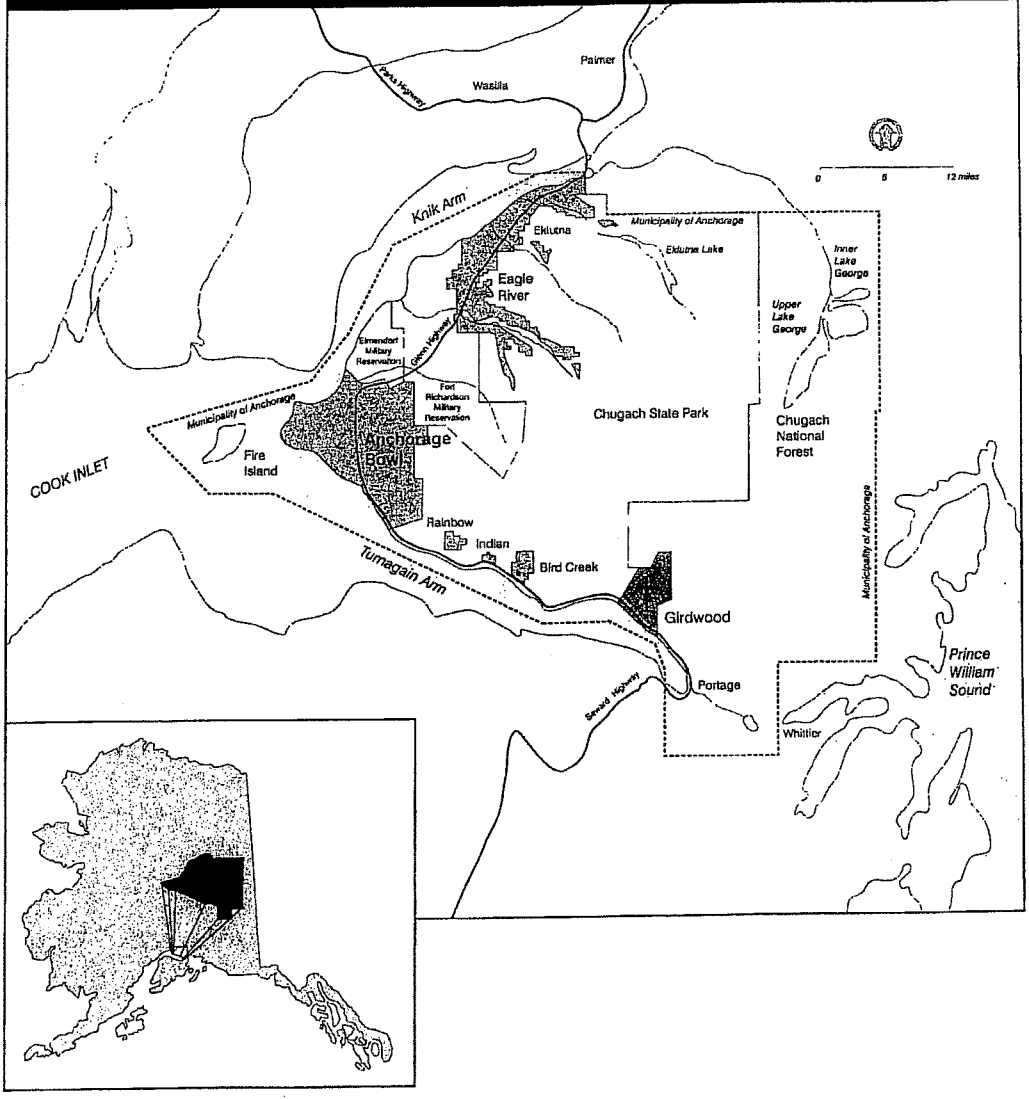 Palmer
Parks Highway
Wasilla
0
6
12 miles
Knik Arm
Municipality of Anchorage
Eklutna
Eklutna Lake
Inner
Lake
George
Eagle
River
Upper
Lake
George
Elmendorf
Military
Reservation
Glenn Highway
Fort
Richardson
Military
Reservation
Municipality of Anchorage
Chugach State Park
Chugach
National
Forest
Anchorage
Bowl
Fire
Island
COOK INLET
Rainbow
Indian
Bird Creek
Turnagain Arm
Municipality of Anchorage
Girdwood
Prince
William
Sound
Portage
Seward Highway
Whittier